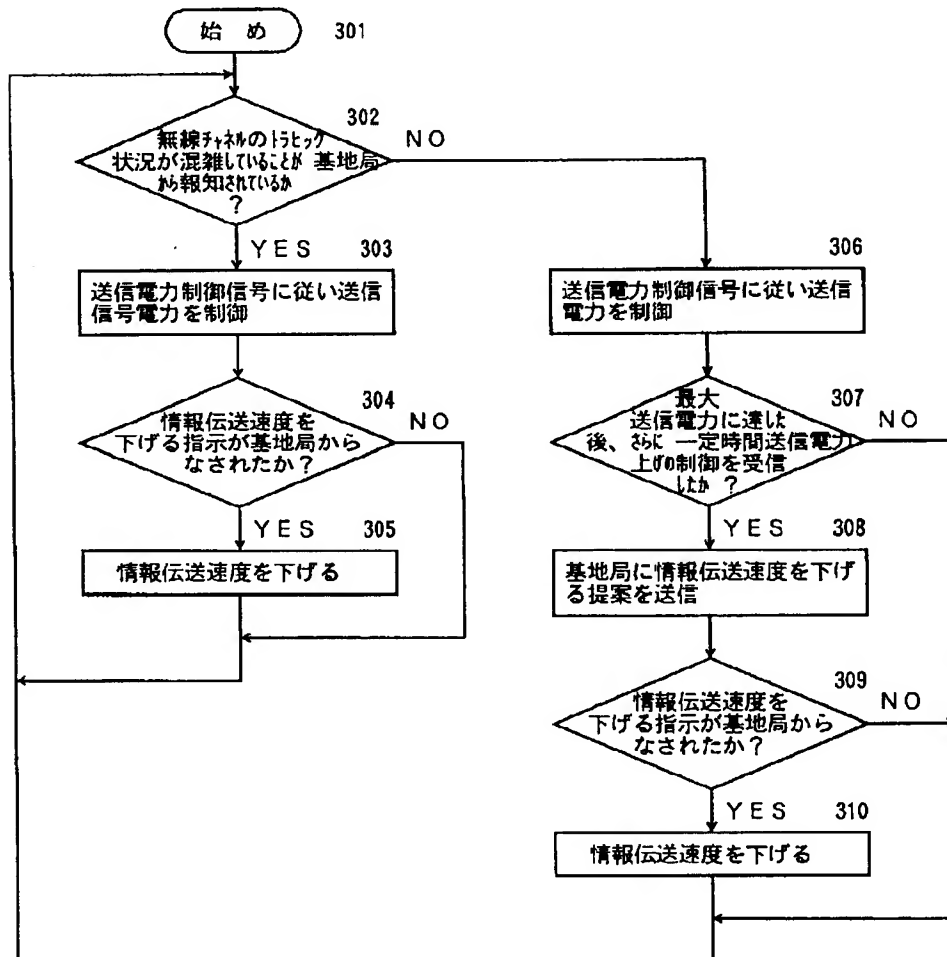 始 め
301
302
無線チャネルのトラヒック
状況が混雑していることが 基地局
から報知されているか
?
NO
YES
303
送信電力制御信号に従い送信
信号電力を制御
304
情報伝送速度を
下げる指示が基地局から
なされたか?
NO
YES
305
情報伝送速度を下げる
306
送信電力制御信号に従い送信
電力を制御
307
最大
送信電力に達した
後、さらに 一定時間送信電力
上げの制御を受信
したか ?
NO
YES
308
基地局に情報伝送速度を下げ
る提案を送信
309
情報伝送速度を
下げる指示が基地局から
なされたか?
NO
YES
310
情報伝送速度を下げる